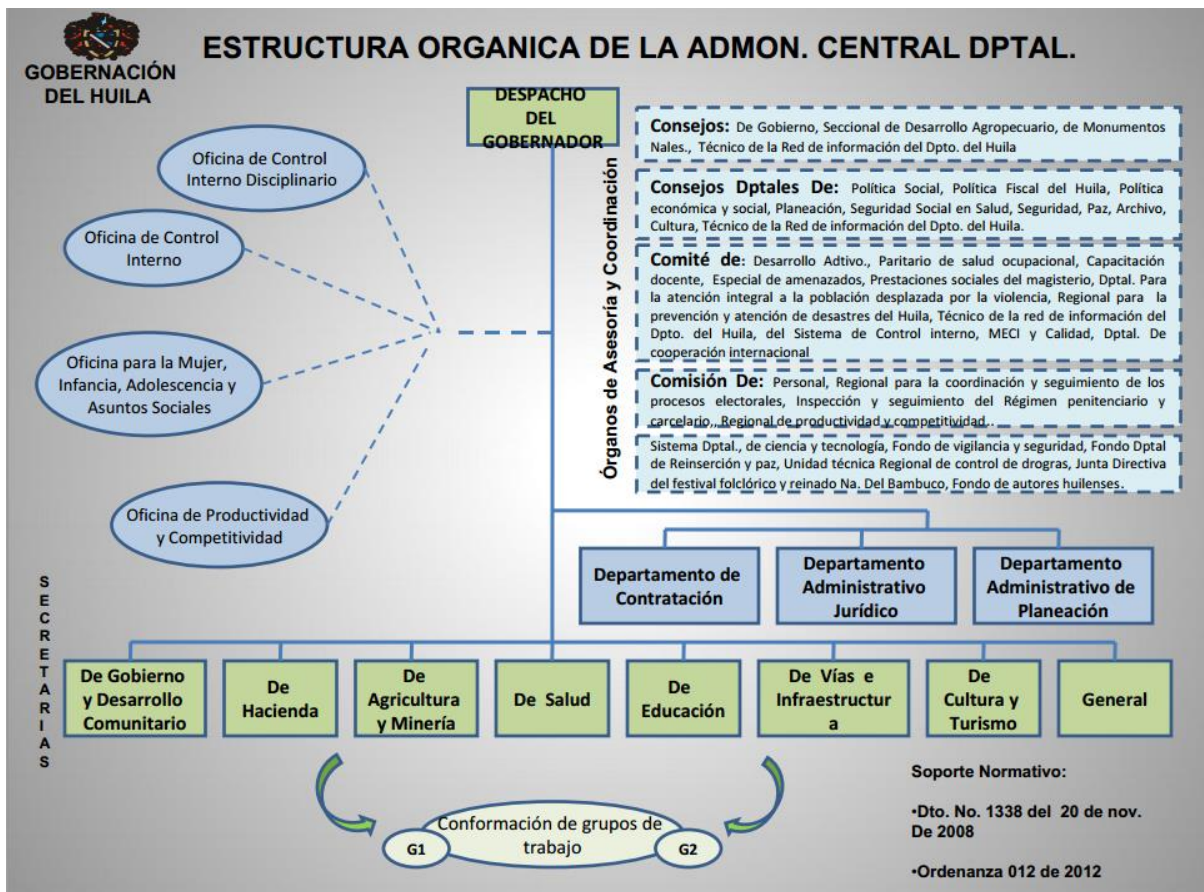 ESTRUCTURA ORGANICA DE LA ADMON. CENTRAL DPTAL.
GOBERNACIÓN
DEL HUILA
DESPACHO
DEL
GOBERNADOR
Oficina de Control
Interno Disciplinario
Oficina de Control
Interno
Oficina para la Mujer,
Infancia, Adolescencia y
Asuntos Sociales
Oficina de Productividad
y Competitividad
Órganos de Asesoría y Coordinación
Consejos: De Gobierno, Seccional de Desarrollo Agropecuario, de Monumentos
Nales., Técnico de la Red de información del Dpto. del Huila
Consejos Dptales De: Política Social, Política Fiscal del Huila, Política
económica y social, Planeación, Seguridad Social en Salud, Seguridad, Paz, Archivo,
Cultura, Técnico de la Red de información del Dpto. del Huila.
Comité de: Desarrollo Adtivo., Paritario de salud ocupacional, Capacitación
docente, Especial de amenazados, Prestaciones sociales del magisterio, Dptal. Para
la atención integral a la población desplazada por la violencia, Regional para la
prevención y atención de desastres del Huila, Técnico de la red de información del
Dpto. del Huila, del Sistema de Control interno, MECI y Calidad, Dptal. De
cooperación internacional
Comisión De: Personal, Regional para la coordinación y seguimiento de los
procesos electorales, Inspección y seguimiento del Régimen penitenciario y
carcelario,, Regional de productividad y competitividad..
Sistema Dptal., de ciencia y tecnología, Fondo de vigilancia y seguridad, Fondo Dptal
de Reinserción y paz, Unidad técnica Regional de control de drogras, Junta Directiva
del festival folclórico y reinado Na. Del Bambuco, Fondo de autores huilenses.
Departamento de
Contratación
Departamento
Administrativo
Jurídico
Departamento
Administrativo de
Planeación
SECRETARIAS
De Gobierno
y Desarrollo
Comunitario
De
Hacienda
De
Agricultura
y Minería
De Salud
De
Educación
De Vías e
Infraestructur
a
De
Cultura y
Turismo
General
Conformación de grupos de
trabajo
G1
G2
Soporte Normativo:
•Dto. No. 1338 del 20 de nov.
De 2008
•Ordenanza 012 de 2012